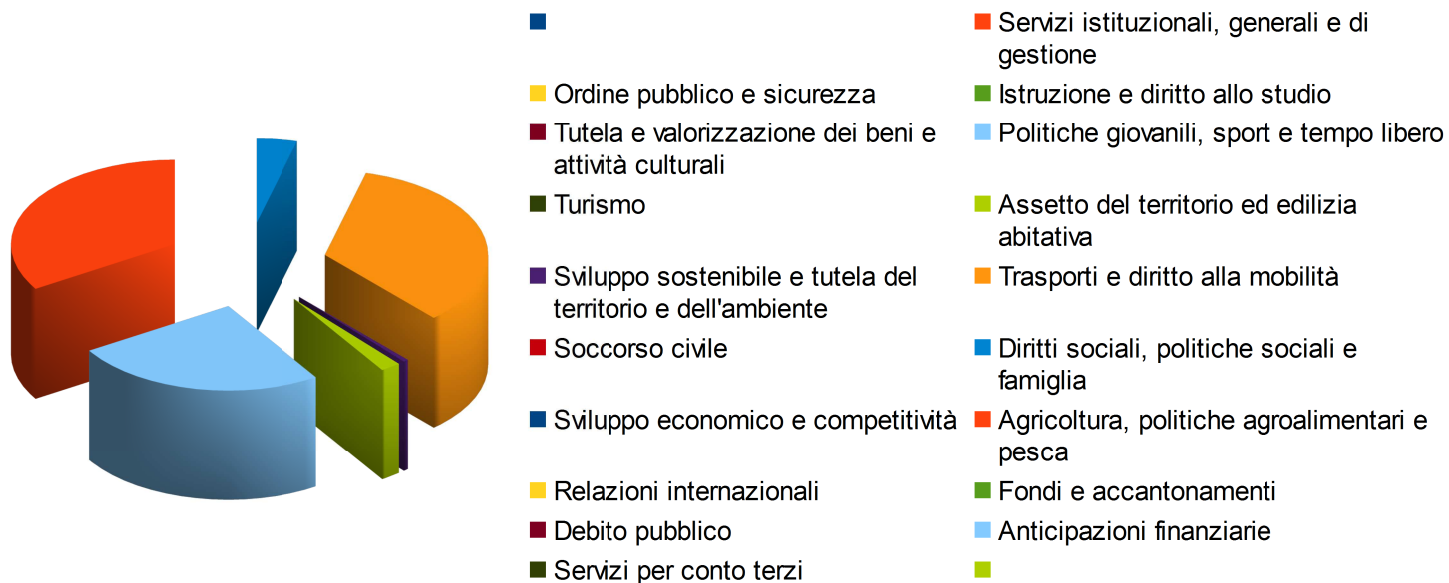 Servizi istituzionali, generali e di
gestione
Ordine pubblico e sicurezza
Istruzione e diritto allo studio
Tutela e valorizzazione dei beni e
attività culturali
Politiche giovanili, sport e tempo libero
Turismo
Assetto del territorio ed edilizia
abitativa
Sviluppo sostenibile e tutela del
territorio e dell'ambiente
Trasporti e diritto alla mobilità
Soccorso civile
Diritti sociali, politiche sociali e
famiglia
Sviluppo economico e competitività
Agricoltura, politiche agroalimentari e
pesca
Relazioni internazionali
Fondi e accantonamenti
Debito pubblico
Anticipazioni finanziarie
Servizi per conto terzi